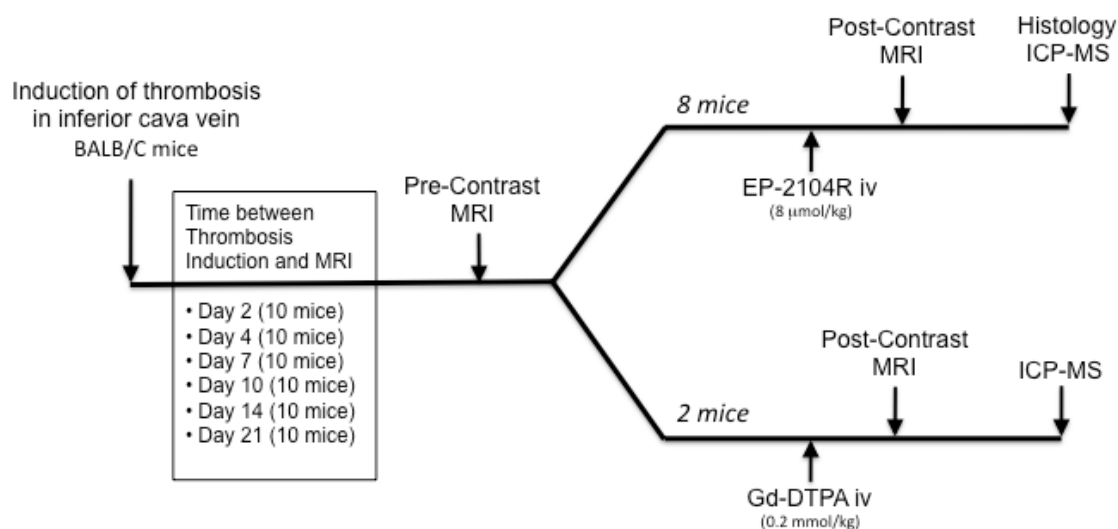 Induction of thrombosis
in inferior cava vein
BALB/C mice
Time between
Thrombosis
Induction and MRI
• Day 2 (10 mice)
• Day 4 (10 mice)
• Day 7 (10 mice)
• Day 10 (10 mice)
• Day 14 (10 mice)
• Day 21 (10 mice)
Pre-Contrast
MRI
8 mice
EP-2104R iv
(8 μmol/kg)
Post-Contrast
MRI
Histology
ICP-MS
2 mice
Gd-DTPA iv
(0.2 mmol/kg)
Post-Contrast
MRI
ICP-MS